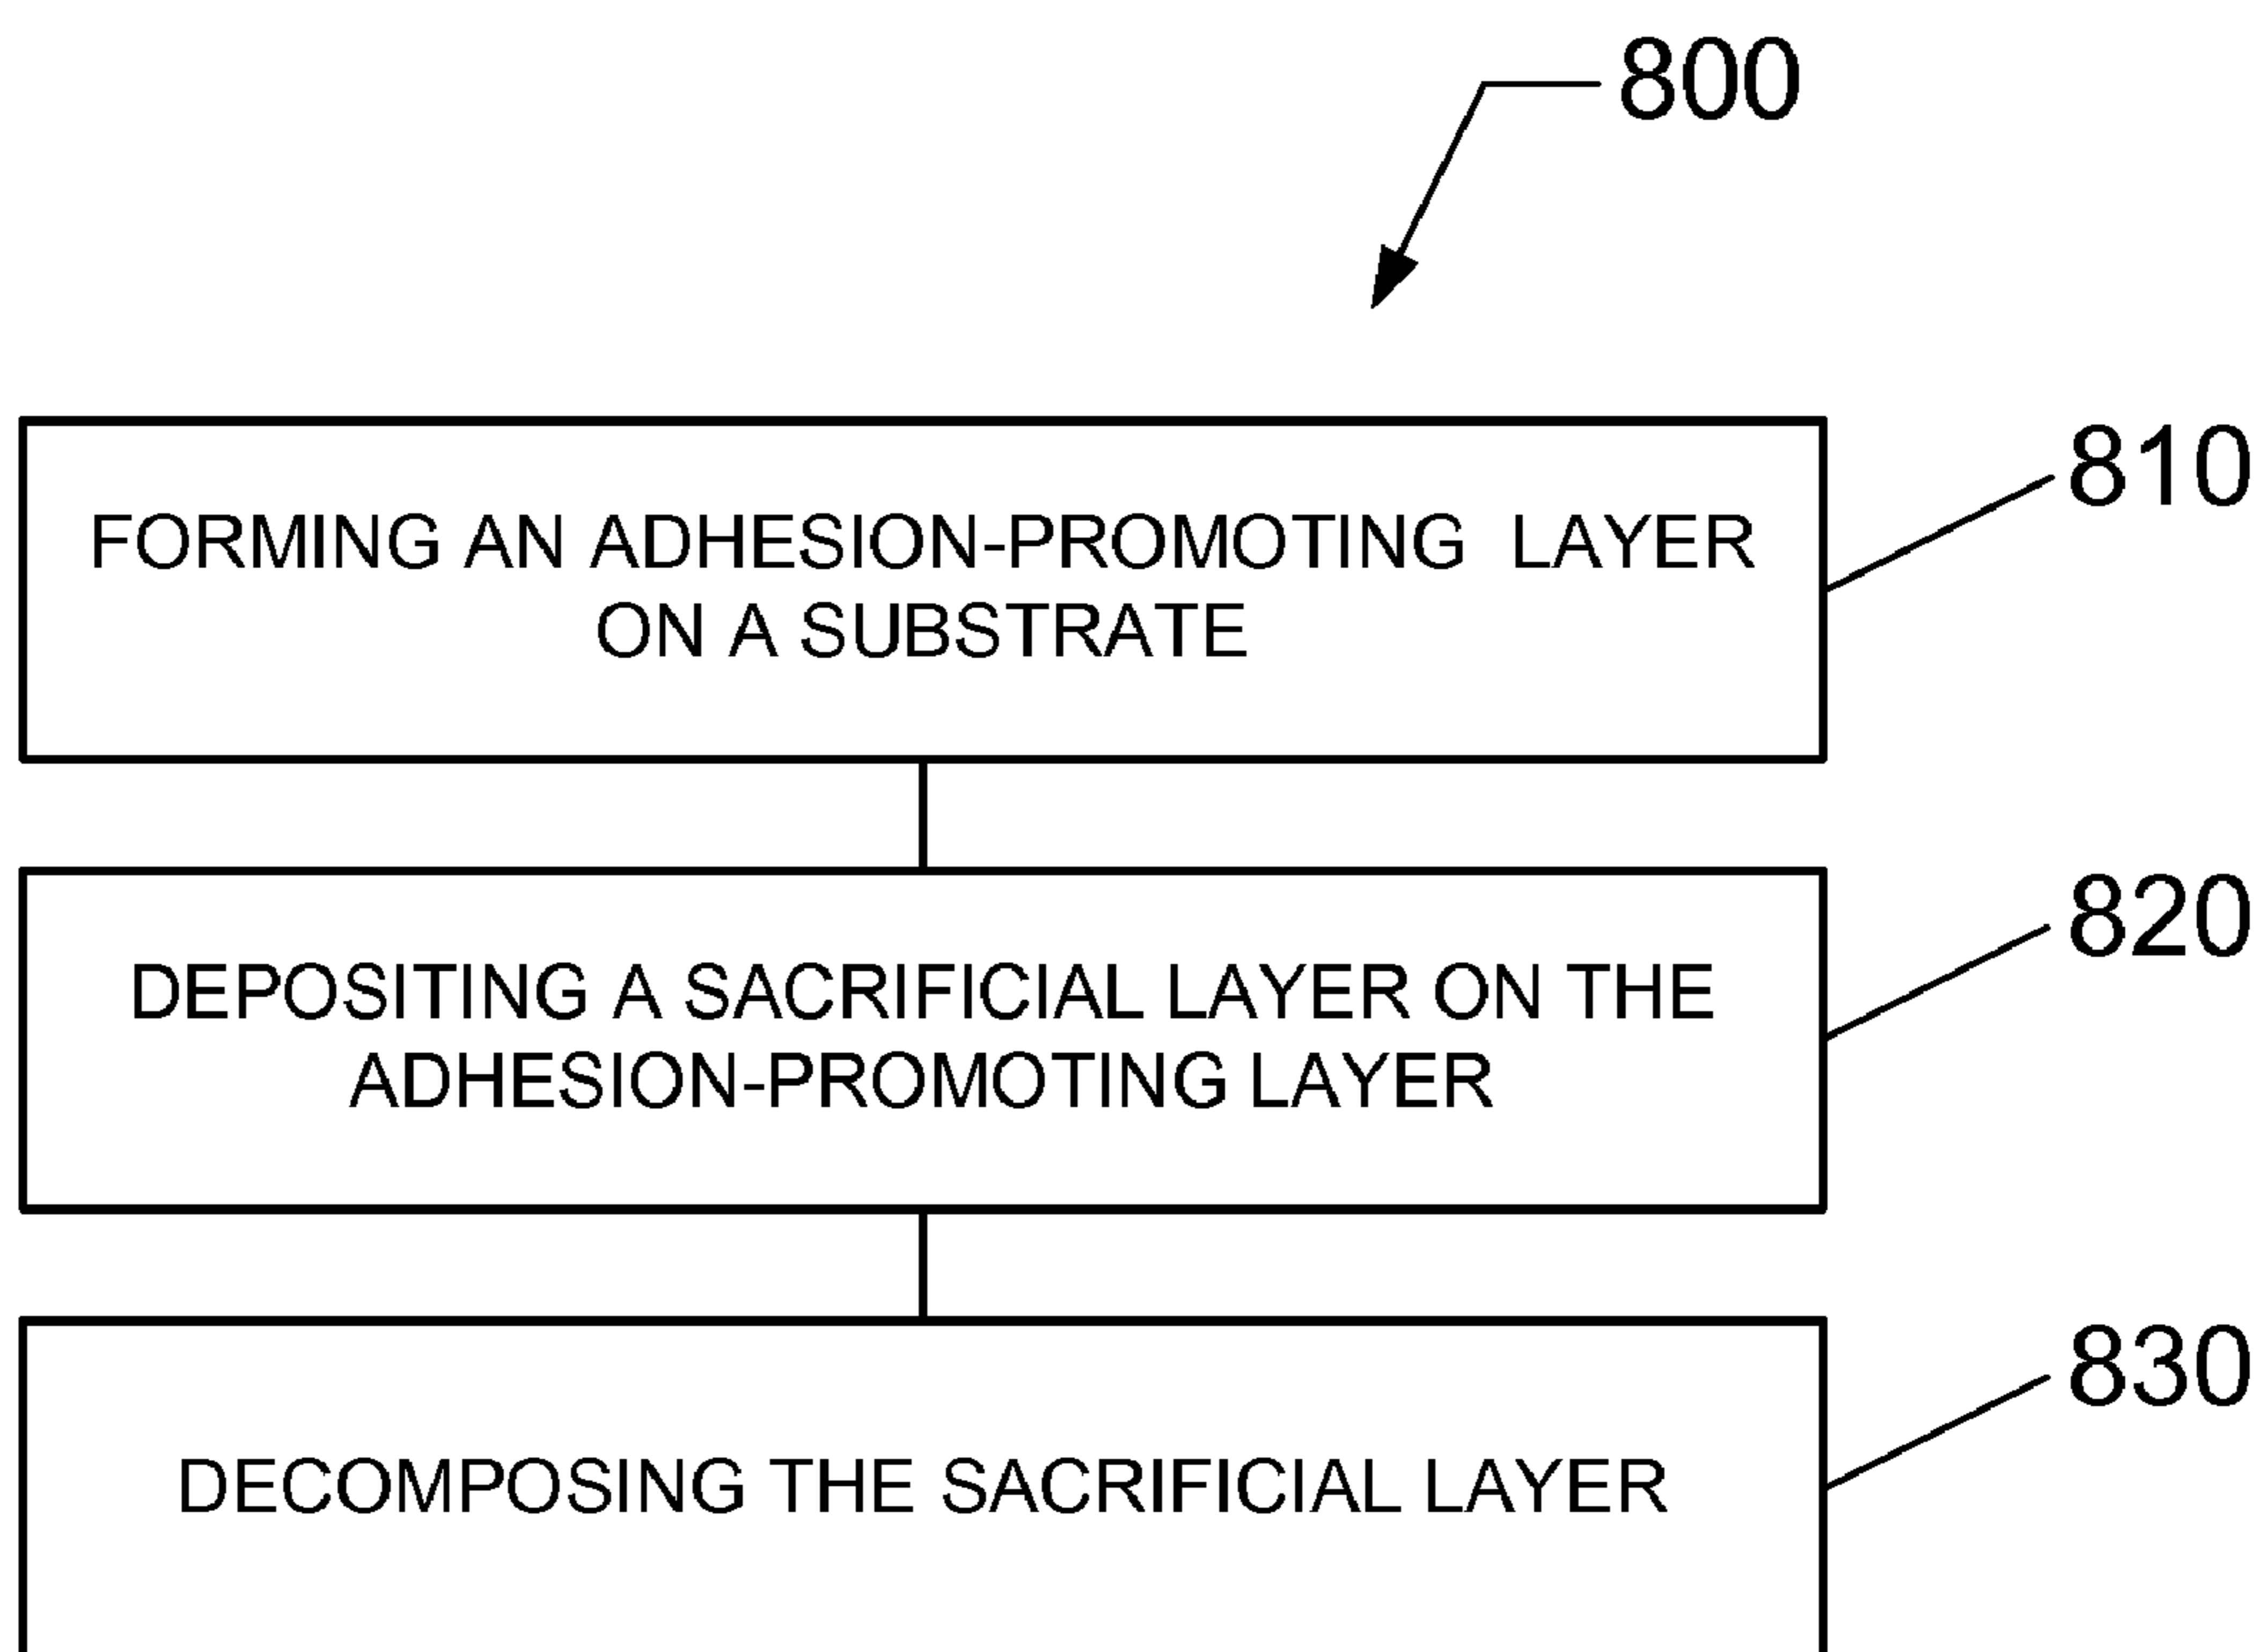 800
FORMING AN ADHESION-PROMOTING LAYER
ON A SUBSTRATE
810
DEPOSITING A SACRIFICIAL LAYER ON THE
ADHESION-PROMOTING LAYER
820
DECOMPOSING THE SACRIFICIAL LAYER
830